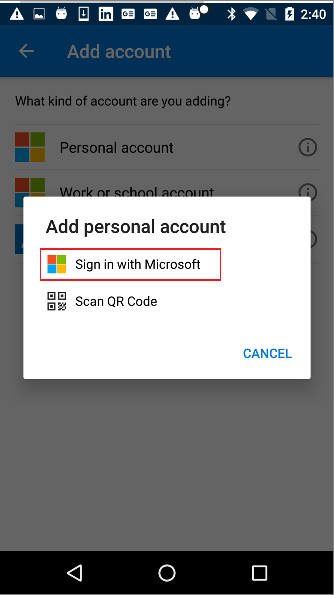 2:40
Add account
What kind of account are you adding?
Personal account
Work or school account
Add personal account
Sign in with Microsoft
Scan QR Code
CANCEL